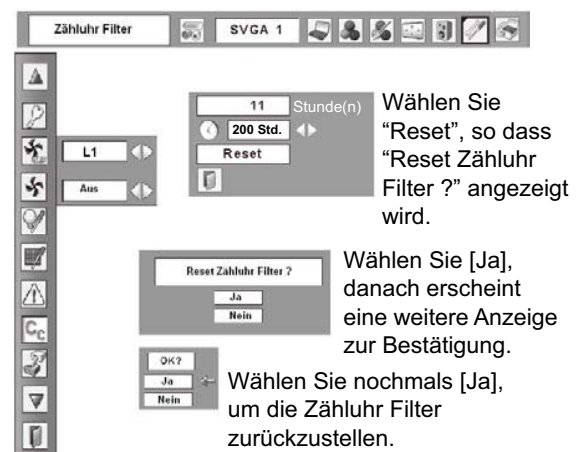 Zähluhr Filter
SVGA 1
11 Stunde(n)
200 Std.
Reset
L1
Aus
Wählen Sie
“Reset”, so dass
“Reset Zähluhr
Filter ?” angezeigt
wird.
Reset Zähluhr Filter ?
Ja
Nein
Wählen Sie [Ja],
danach erscheint
eine weitere Anzeige
zur Bestätigung.
OK?
Ja
Nein
Wählen Sie nochmals [Ja],
um die Zähluhr Filter
zurückzustellen.
Cc